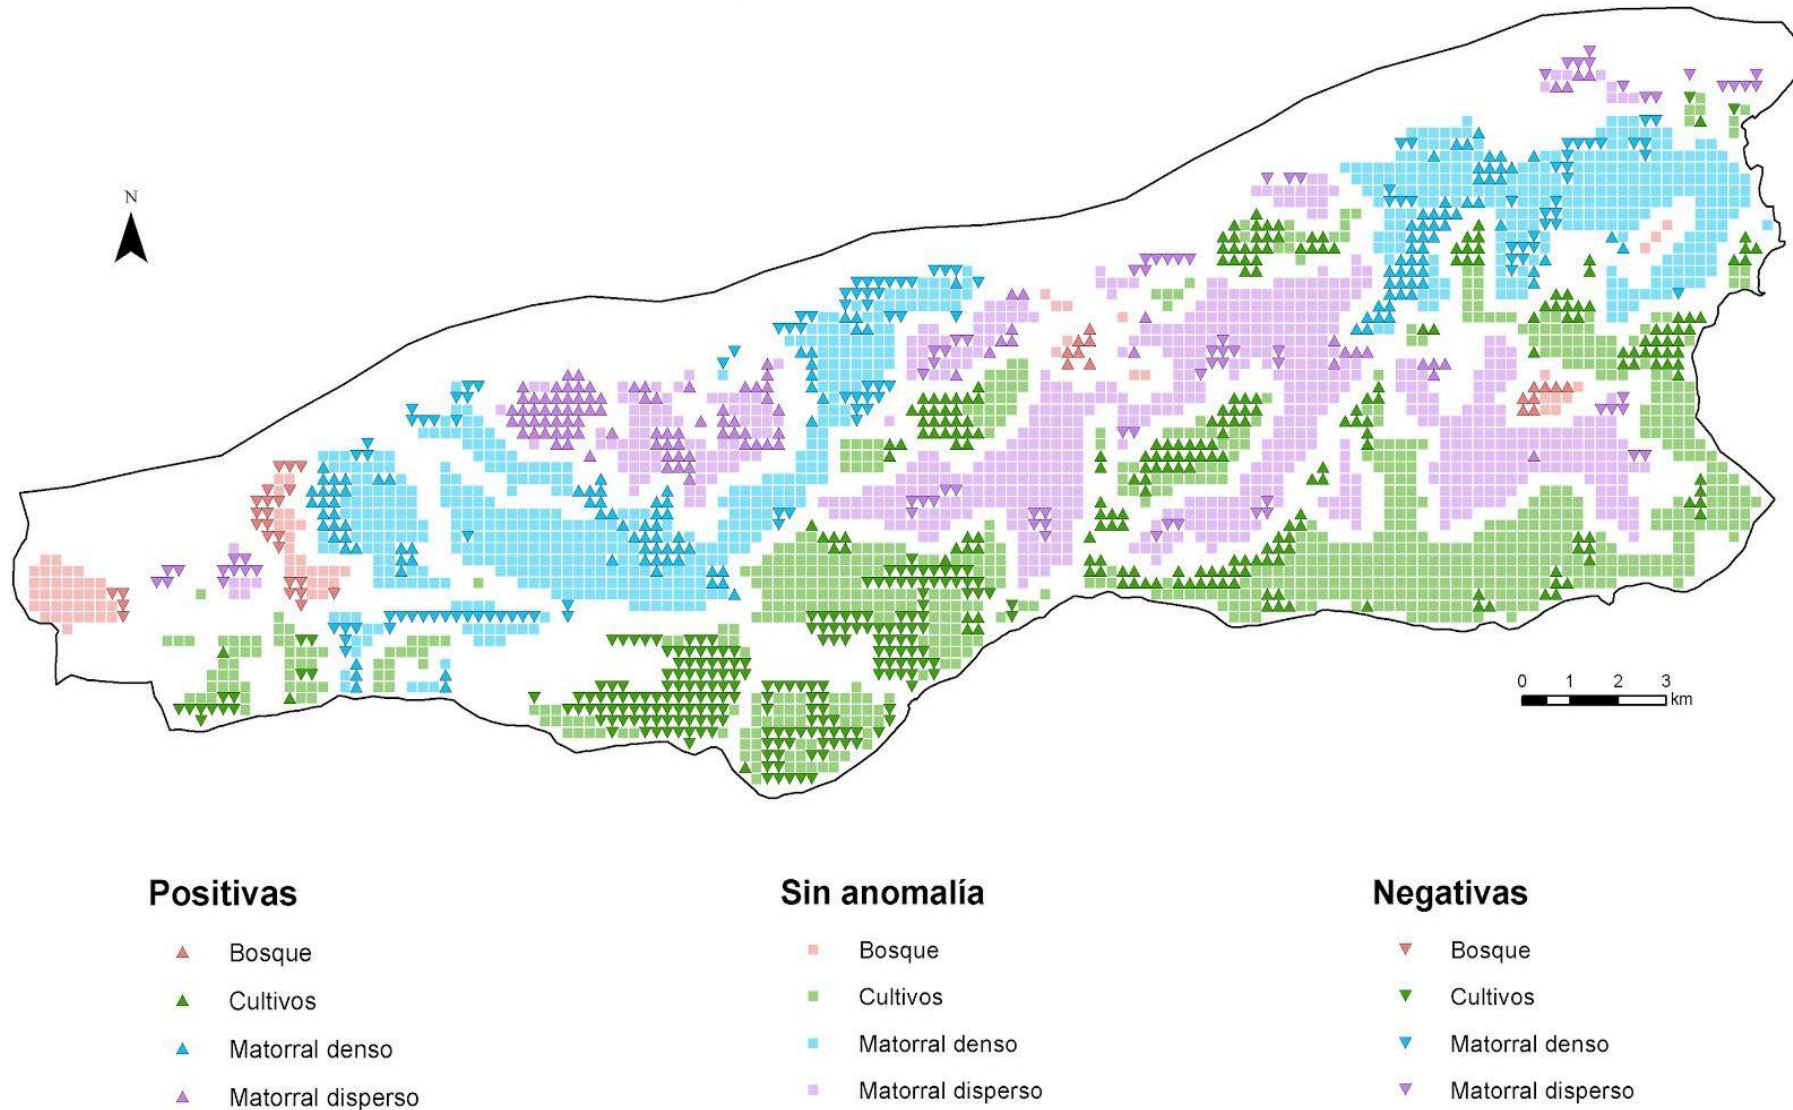 N
0 1 2 3
km
Positivas Sin anomalía Negativas
Bosque Bosque Bosque
Cultivos Cultivos Cultivos
Matorral denso Matorral denso Matorral denso
Matorral disperso Matorral disperso Matorral disperso